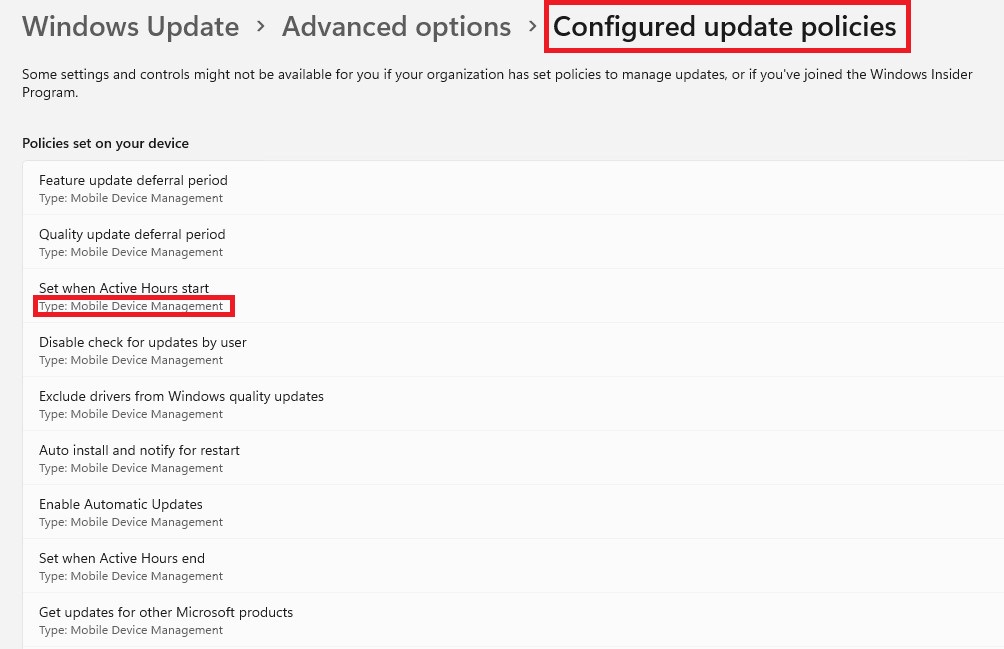 Windows Update > Advanced options > Configured update policies
Some settings and controls might not be available for you if your organization has set policies to manage updates, or if you've joined the Windows Insider
Program.
Policies set on your device
Feature update deferral period
Type: Mobile Device Management
Quality update deferral period
Type: Mobile Device Management
Set when Active Hours start
Type: Mobile Device Management
Disable check for updates by user
Type: Mobile Device Management
Exclude drivers from Windows quality updates
Type: Mobile Device Management
Auto install and notify for restart
Type: Mobile Device Management
Enable Automatic Updates
Type: Mobile Device Management
Set when Active Hours end
Type: Mobile Device Management
Get updates for other Microsoft products
Type: Mobile Device Management